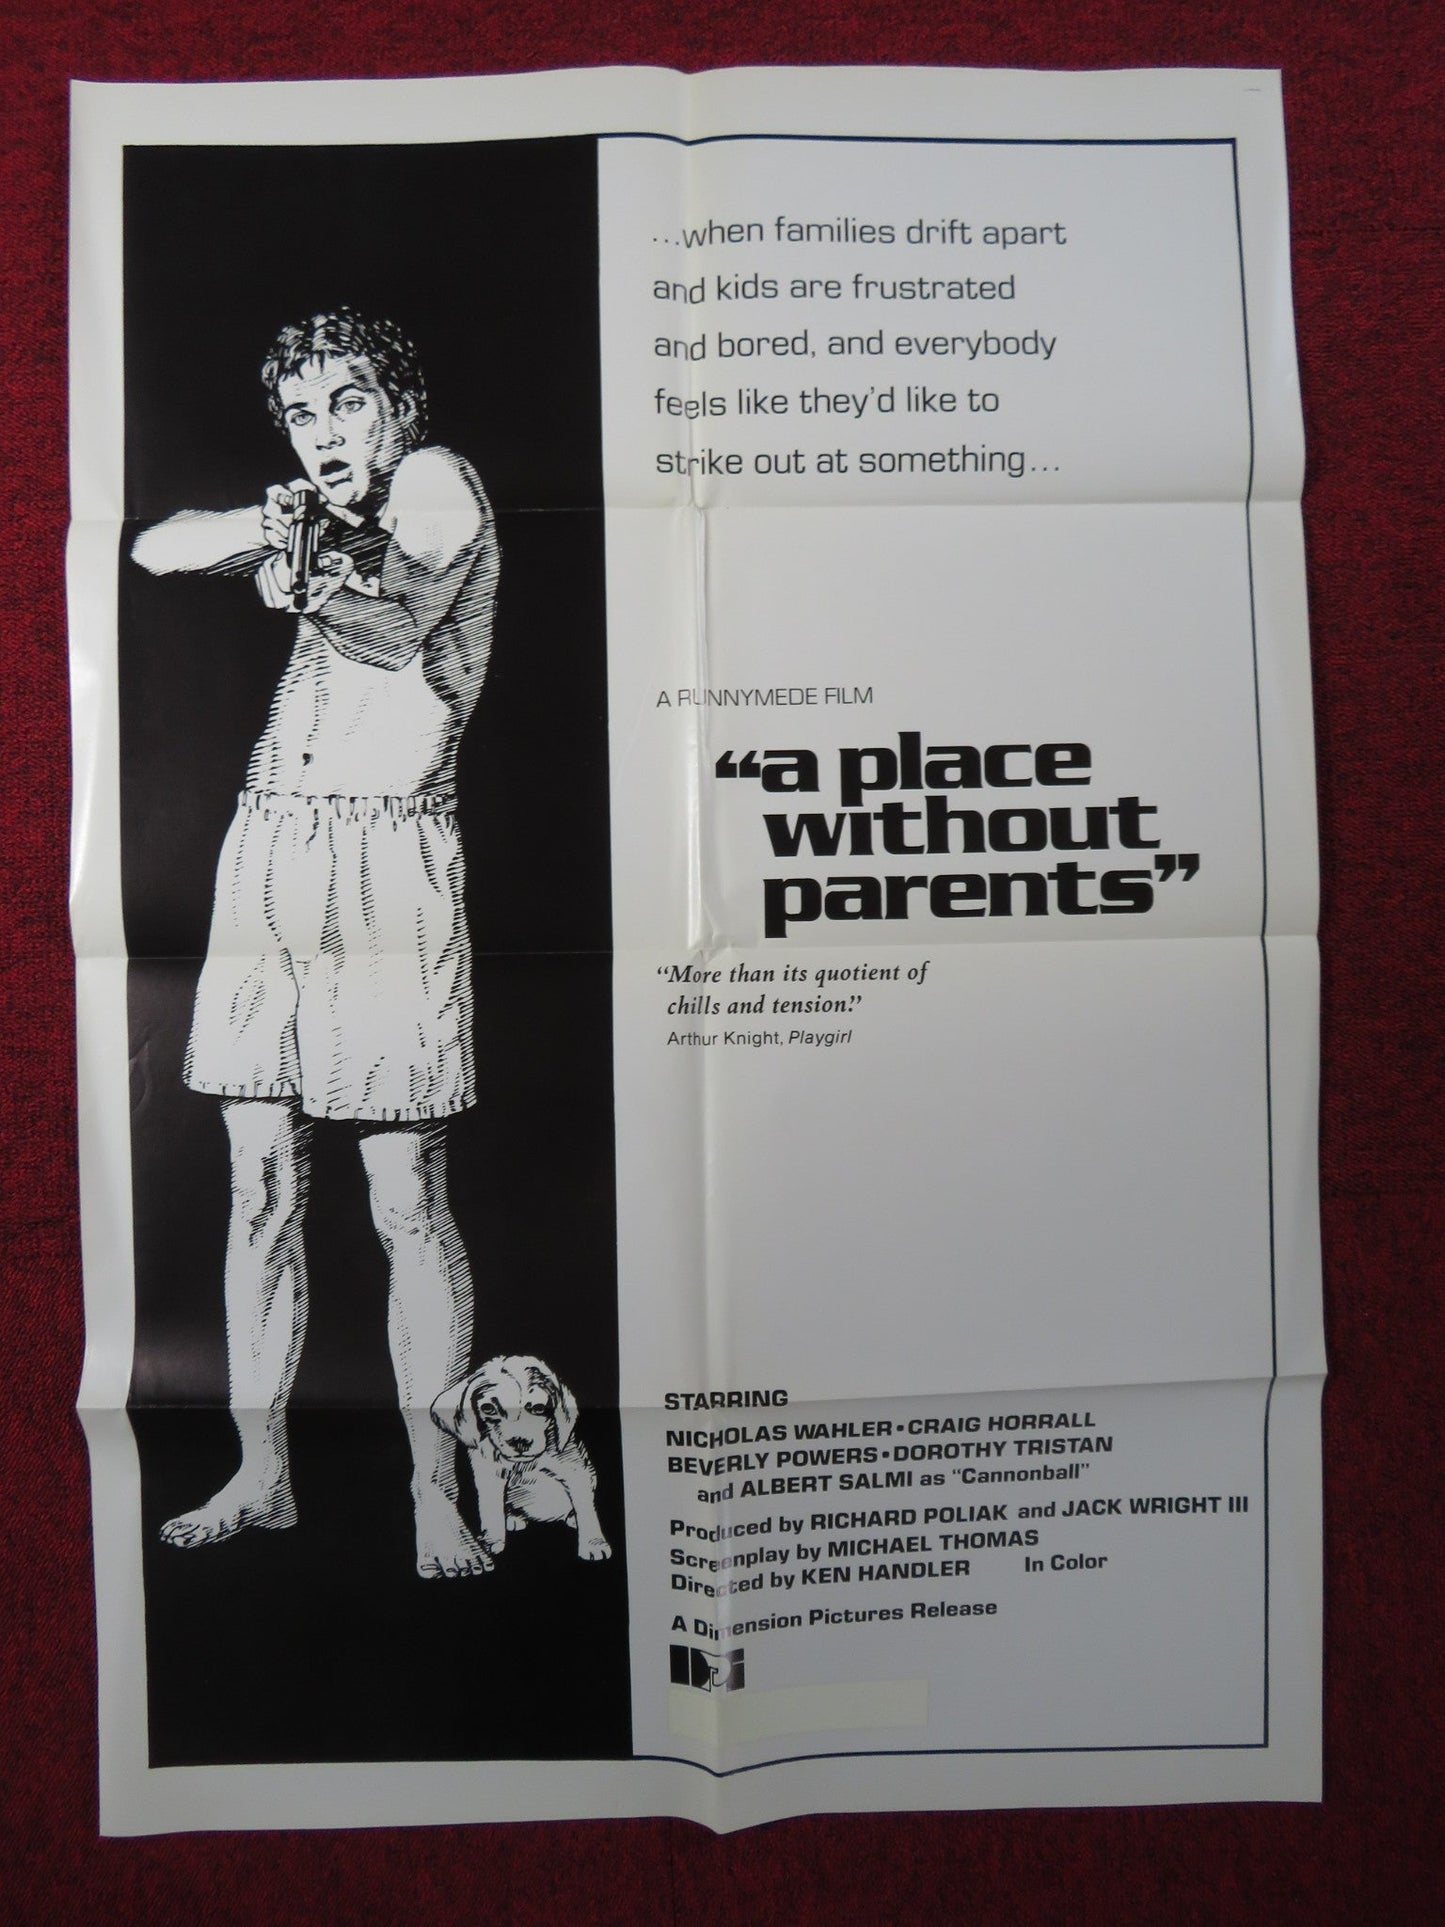 ...when families drift apart
and kids are frustrated
and bored, and everybody
feels like they'd like to
strike out at something...
A RUNNYMEDE FILM
“a place
without
parents”
“More than its quotient of
chills and tension.”
Arthur Knight, Playgirl
STARRING
NICHOLAS WAHLER • CRAIG HORRALL
BEVERLY POWERS • DOROTHY TRISTAN
and ALBERT SALMI as “Cannonball”
Produced by RICHARD POLIAK and JACK WRIGHT III
Screenplay by MICHAEL THOMAS
Directed by KEN HANDLER In Color
A Dimension Pictures Release